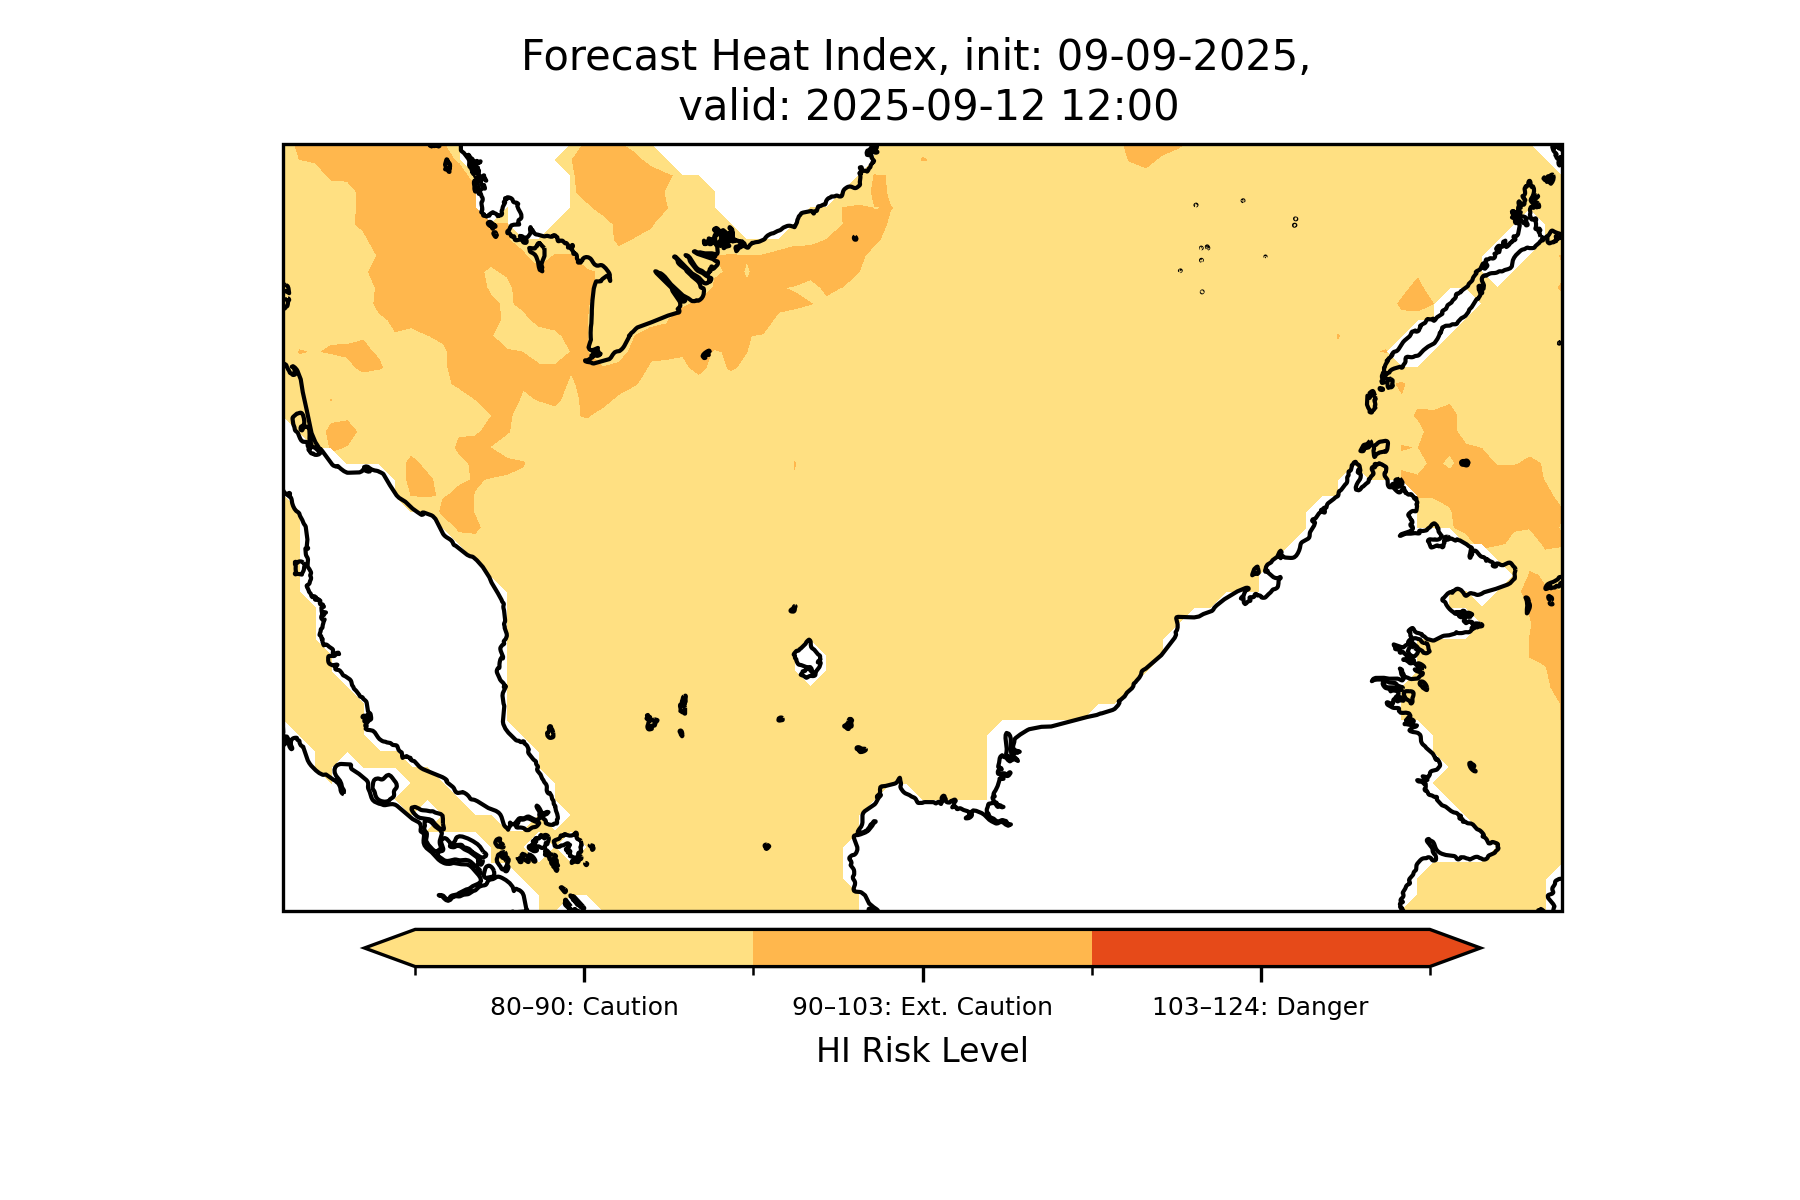 Forecast Heat Index, init: 09-09-2025,
valid: 2025-09-12 12:00
80–90: Caution
90–103: Ext. Caution
103–124: Danger
HI Risk Level